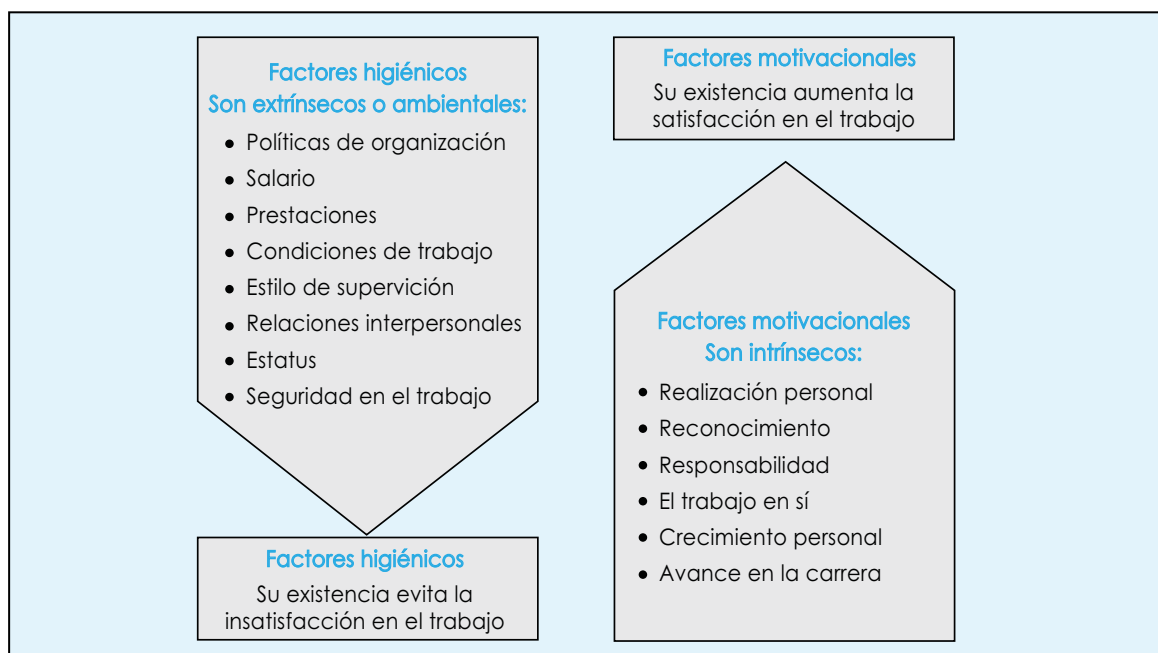 Factores higiénicos
Son extrínsecos o ambientales:
• Políticas de organización
• Salario
• Prestaciones
• Condiciones de trabajo
• Estilo de supervición
• Relaciones interpersonales
• Estatus
• Seguridad en el trabajo
Factores higiénicos
Su existencia evita la
insatisfacción en el trabajo
Factores motivacionales
Su existencia aumenta la
satisfacción en el trabajo
Factores motivacionales
Son intrínsecos:
• Realización personal
• Reconocimiento
• Responsabilidad
• El trabajo en sí
• Crecimiento personal
• Avance en la carrera